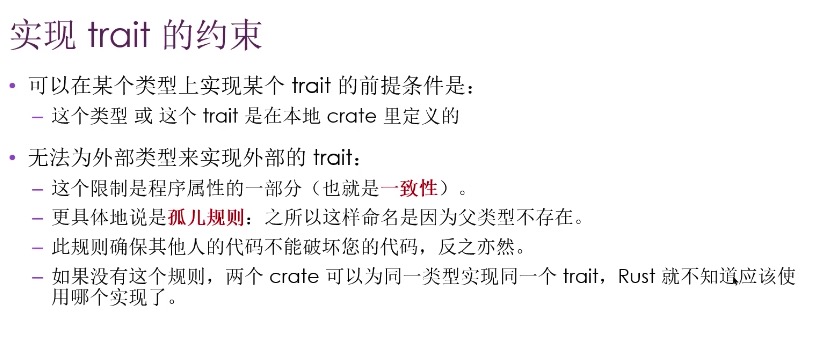 实现 trait 的约束
• 可以在某个类型上实现某个 trait 的前提条件是：
– 这个类型 或 这个 trait 是在本地 crate 里定义的
• 无法为外部类型来实现外部的 trait：
– 这个限制是程序属性的一部分（也就是一致性）。
– 更具体地说是孤儿规则：之所以这样命名是因为父类型不存在。
– 此规则确保其他人的代码不能破坏您的代码，反之亦然。
– 如果没有这个规则，两个 crate 可以为同一类型实现同一个 trait，Rust 就不知道应该使
用哪个实现了。